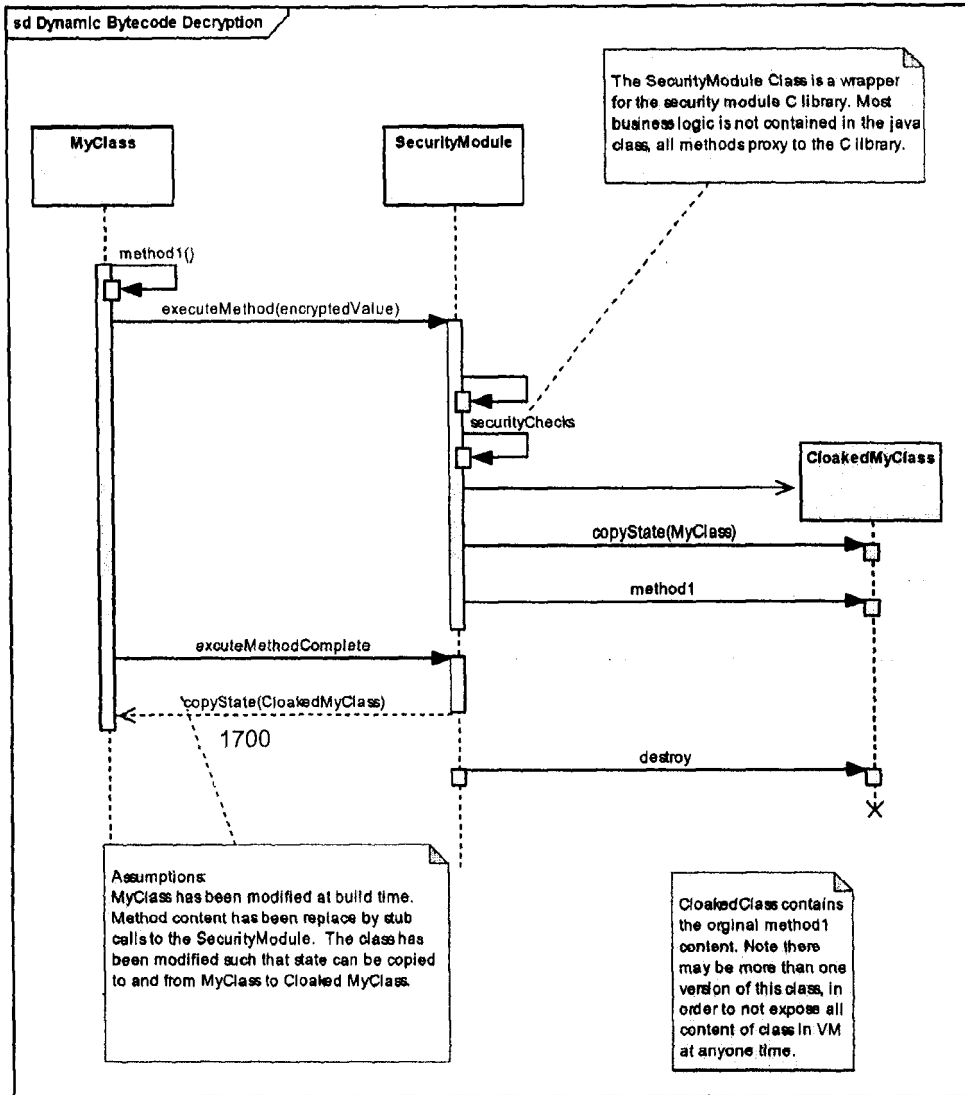 sd Dynamic Bytecode Decryption
The SecurityModule Class is a wrapper
for the security module C library. Most
business logic is not contained in the java
class, all methods proxy to the C library.
MyClass
SecurityModule
method1()
executeMethod(encryptedValue)
securityChecks
CloakedMyClass
copyState(MyClass)
method1
excuteMethodComplete
copyState(CloakedMyClass)
1700
destroy
Assumptions:
MyClass has been modified at build time.
Method content has been replace by stub
calls to the SecurityModule. The class has
been modified such that state can be copied
to and from MyClass to Cloaked MyClass.
CloakedClass contains
the orginal method1
content. Note there
may be more than one
version of this class, in
order to not expose all
content of class in VM
at anyone time.